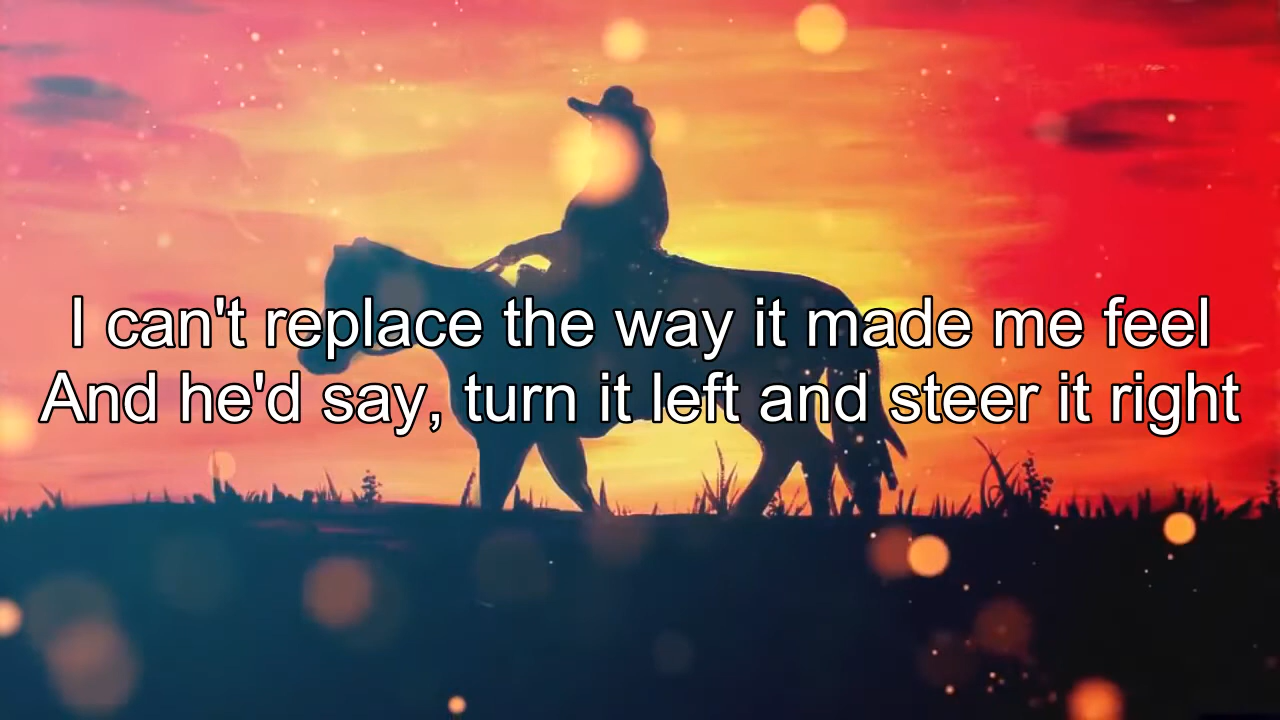 I can't replace the way it made me feel
And he'd say, turn it left and steer it right